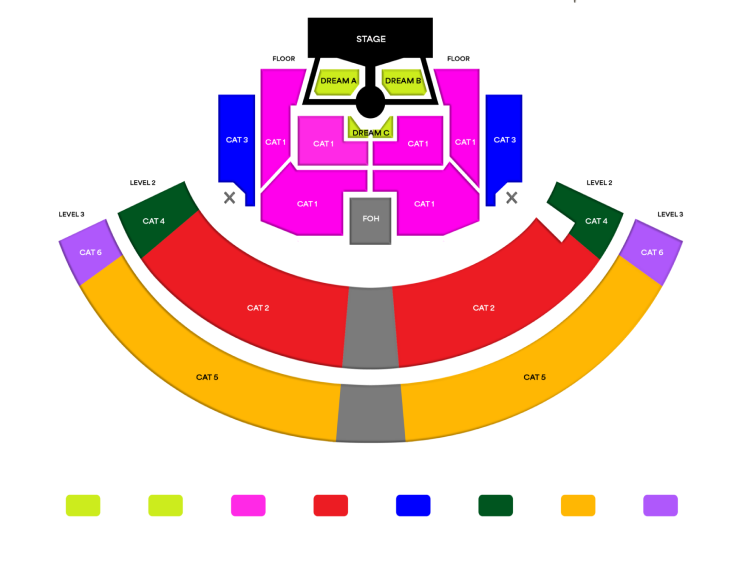 STAGE
FLOOR
FLOOR
DREAM A
DREAM B
DREAM C
CAT 3
CAT 1
CAT 1
CAT 1
CAT 1
CAT 3
LEVEL 2
LEVEL 2
CAT 1
CAT 1
LEVEL 3
LEVEL 3
CAT 4
FOH
CAT 4
CAT 6
CAT 6
CAT 2
CAT 2
CAT 5
CAT 5